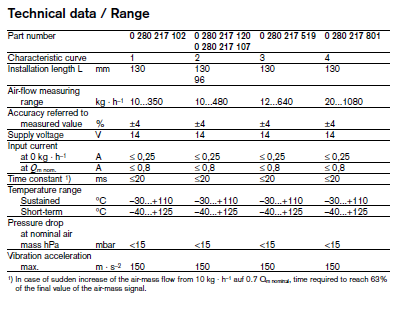 Technical data / Range
Part number 0 280 217 102 0 280 217 120 0 280 217 519 0 280 217 801
0 280 217 107
Characteristic curve 1 2 3 4
Installation length L mm 130 130 130 130
96
Air-flow measuring
range kg · h⁻¹ 10...350 10...480 12...640 20...1080
Accuracy referred to
measured value % ±4 ±4 ±4 ±4
Supply voltage V 14 14 14 14
Input current
at 0 kg · h⁻¹ A ≤ 0,25 ≤ 0,25 ≤ 0,25 ≤ 0,25
at Qm nom. A ≤ 0,8 ≤ 0,8 ≤ 0,8 ≤ 0,8
Time constant ¹) ms ≤20 ≤20 ≤20 ≤20
Temperature range
Sustained °C –30...+110 –30...+110 –30...+110 –30...+110
Short-term °C –40...+125 –40...+125 –40...+125 –40...+125
Pressure drop
at nominal air
mass hPa mbar <15 <15 <15 <15
Vibration acceleration
max. m · s⁻² 150 150 150 150
¹) In case of sudden increase of the air-mass flow from 10 kg · h⁻¹ auf 0.7 Qm nominal, time required to reach 63%
of the final value of the air-mass signal.